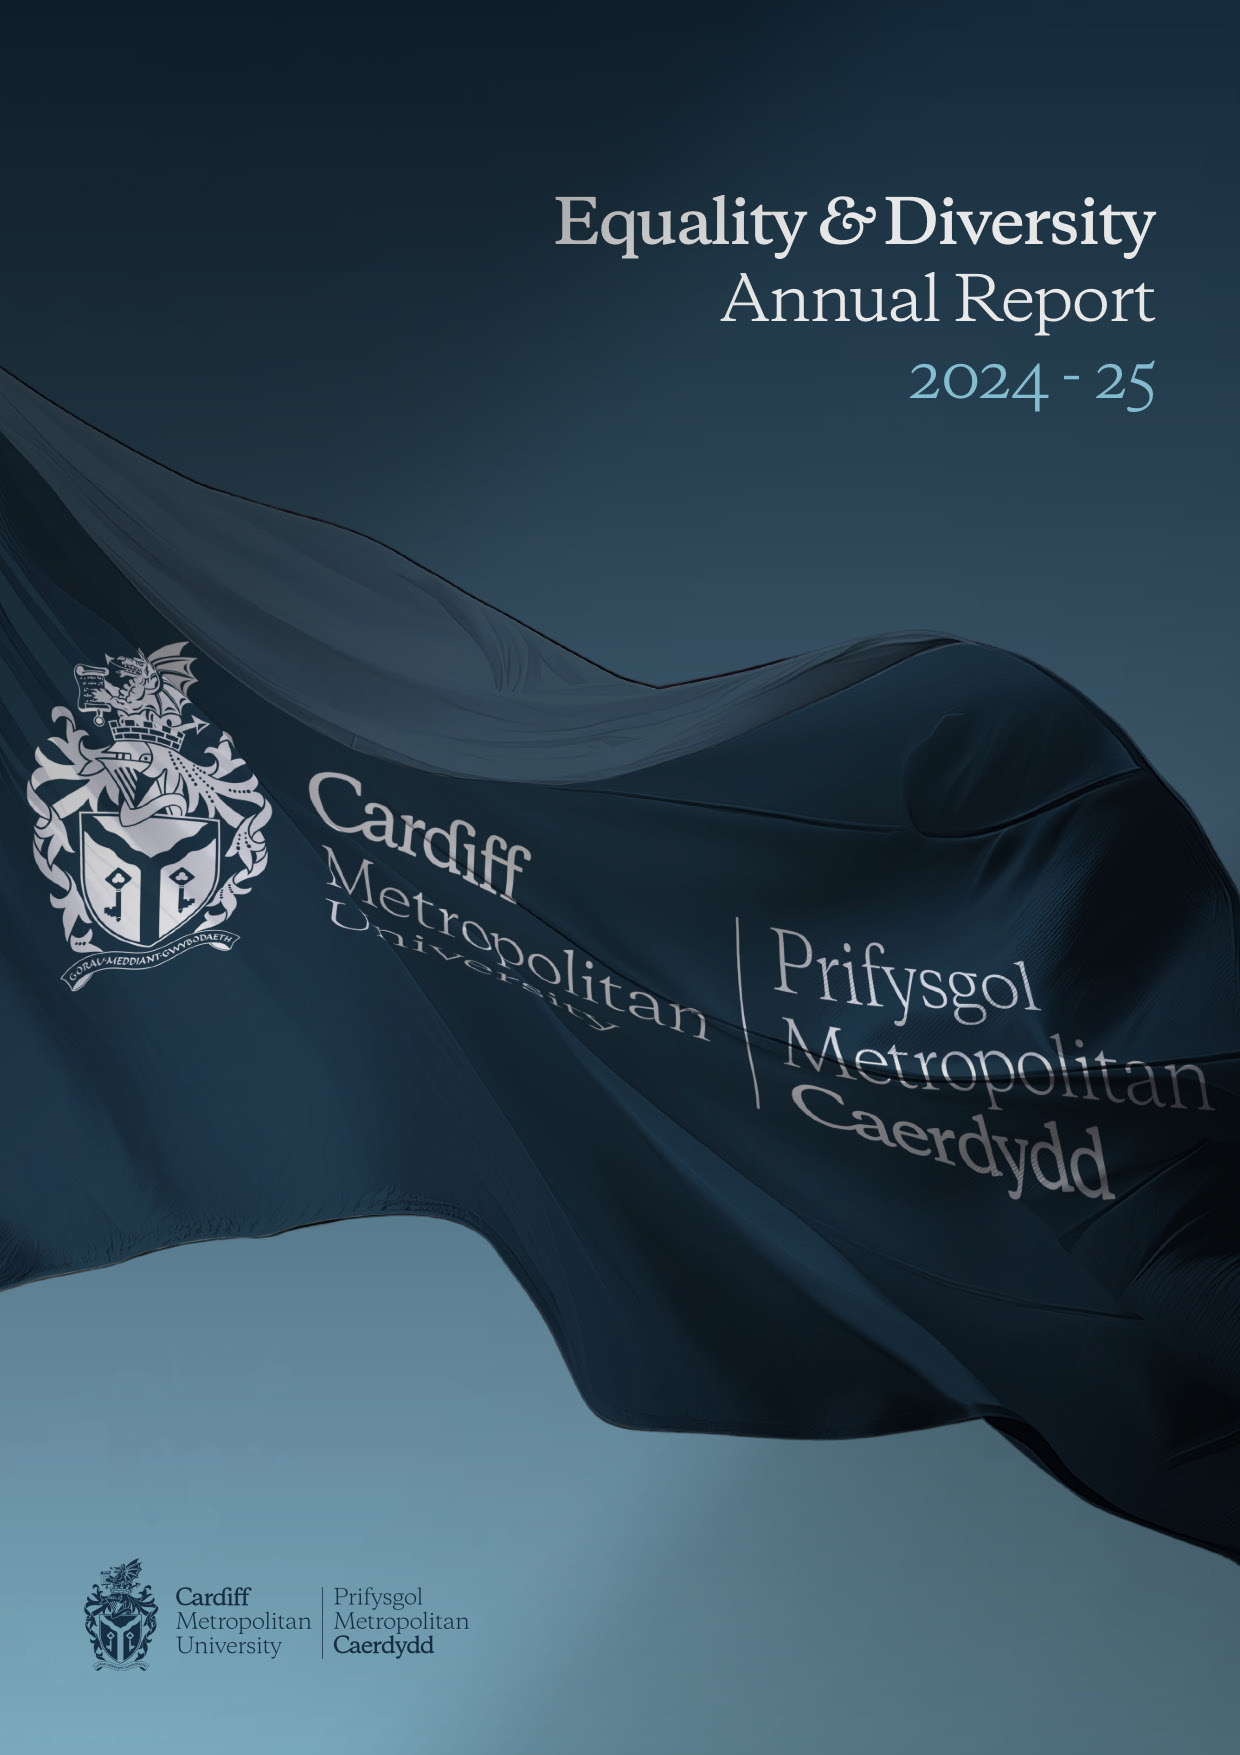 Equality & Diversity
Annual Report
2024 - 25
Cardiff
Metropolitan
University
Prifysgol
Metropolitan
Caerdydd
GORAU·MEDDIANT·GWYBODAETH
Cardiff
Metropolitan
University
Prifysgol
Metropolitan
Caerdydd